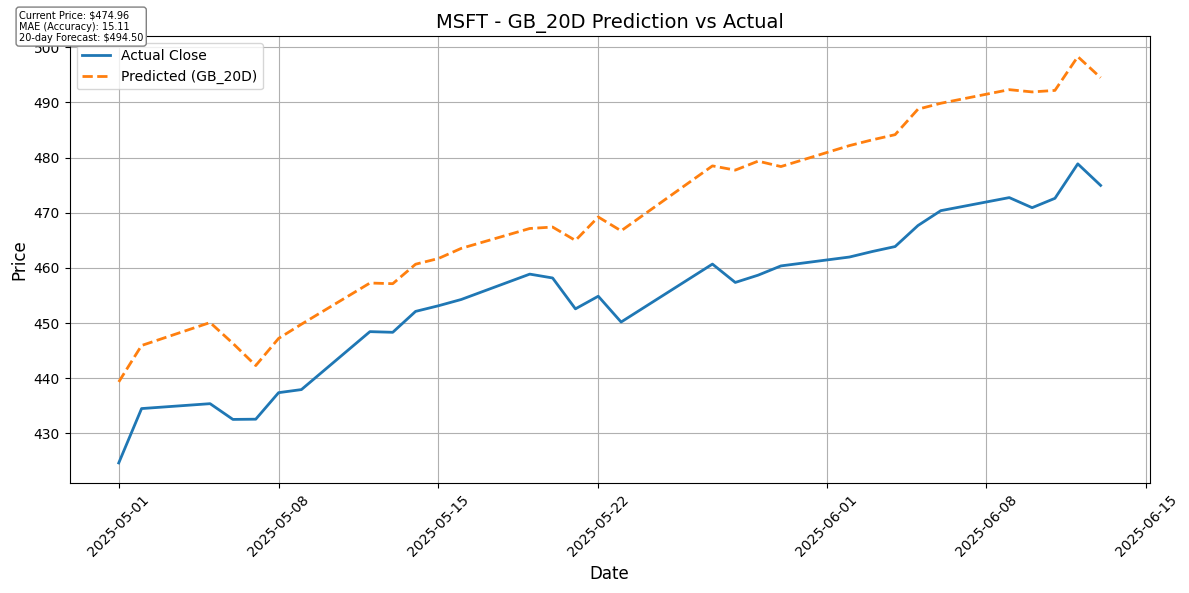 MSFT - GB_20D Prediction vs Actual
Current Price: $474.96
MAE (Accuracy): 15.11
20-day Forecast: $494.50
Actual Close
Predicted (GB_20D)
500
490
480
470
460
450
440
430
Price
2025-05-01
2025-05-08
2025-05-15
2025-05-22
2025-06-01
2025-06-08
2025-06-15
Date